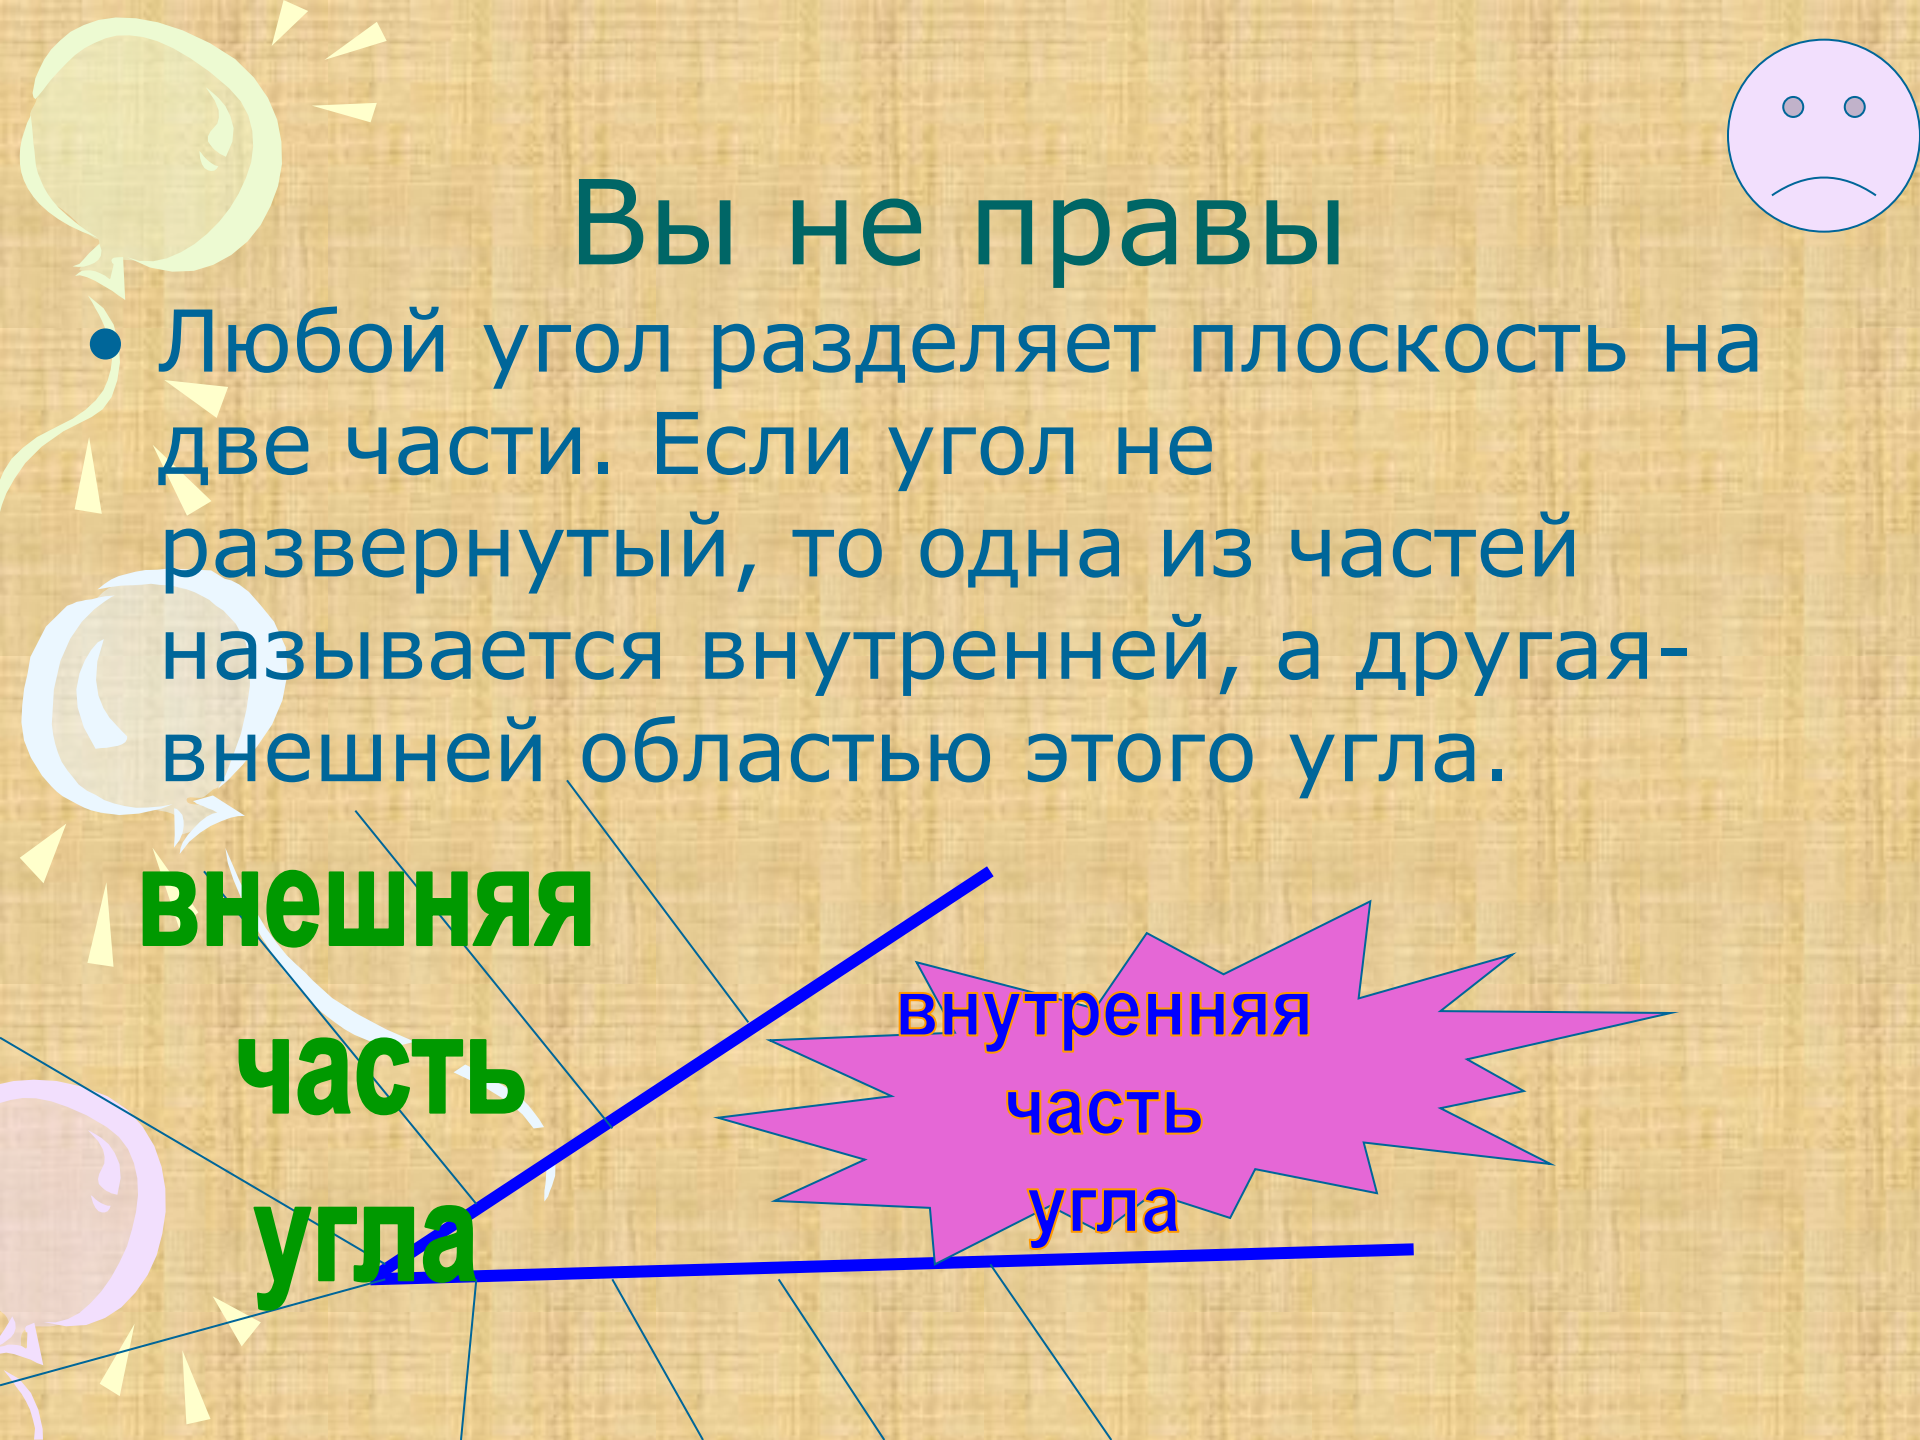 Вы не правы
• Любой угол разделяет плоскость на
две части. Если угол не
развернутый, то одна из частей
называется внутренней, а другая-
внешней областью этого угла.
внешняя
часть
угла
внутренняя
часть
угла